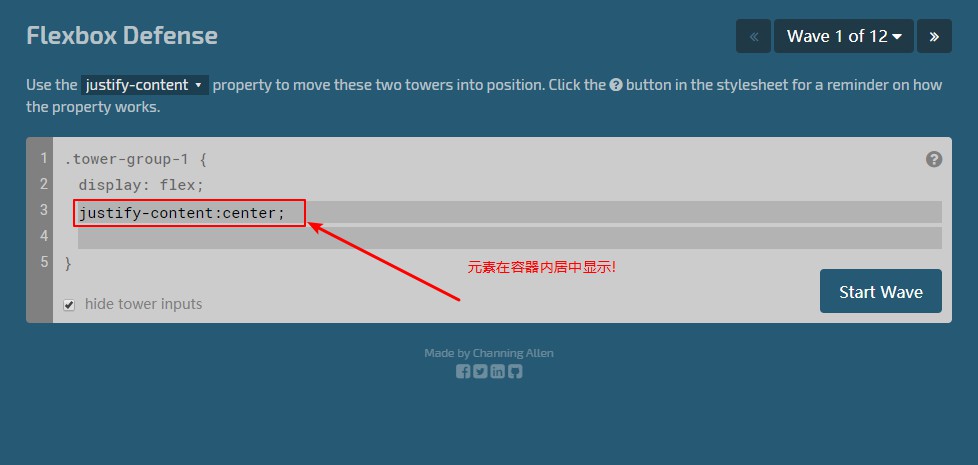 Flexbox Defense
« Wave 1 of 12 »
Use the justify-content property to move these two towers into position. Click the ? button in the stylesheet for a reminder on how
the property works.
1 .tower-group-1 { ?
2 display: flex;
3 justify-content:center;
4
5 }
元素在容器内居中显示!
Start Wave
hide tower inputs
Made by Channing Allen